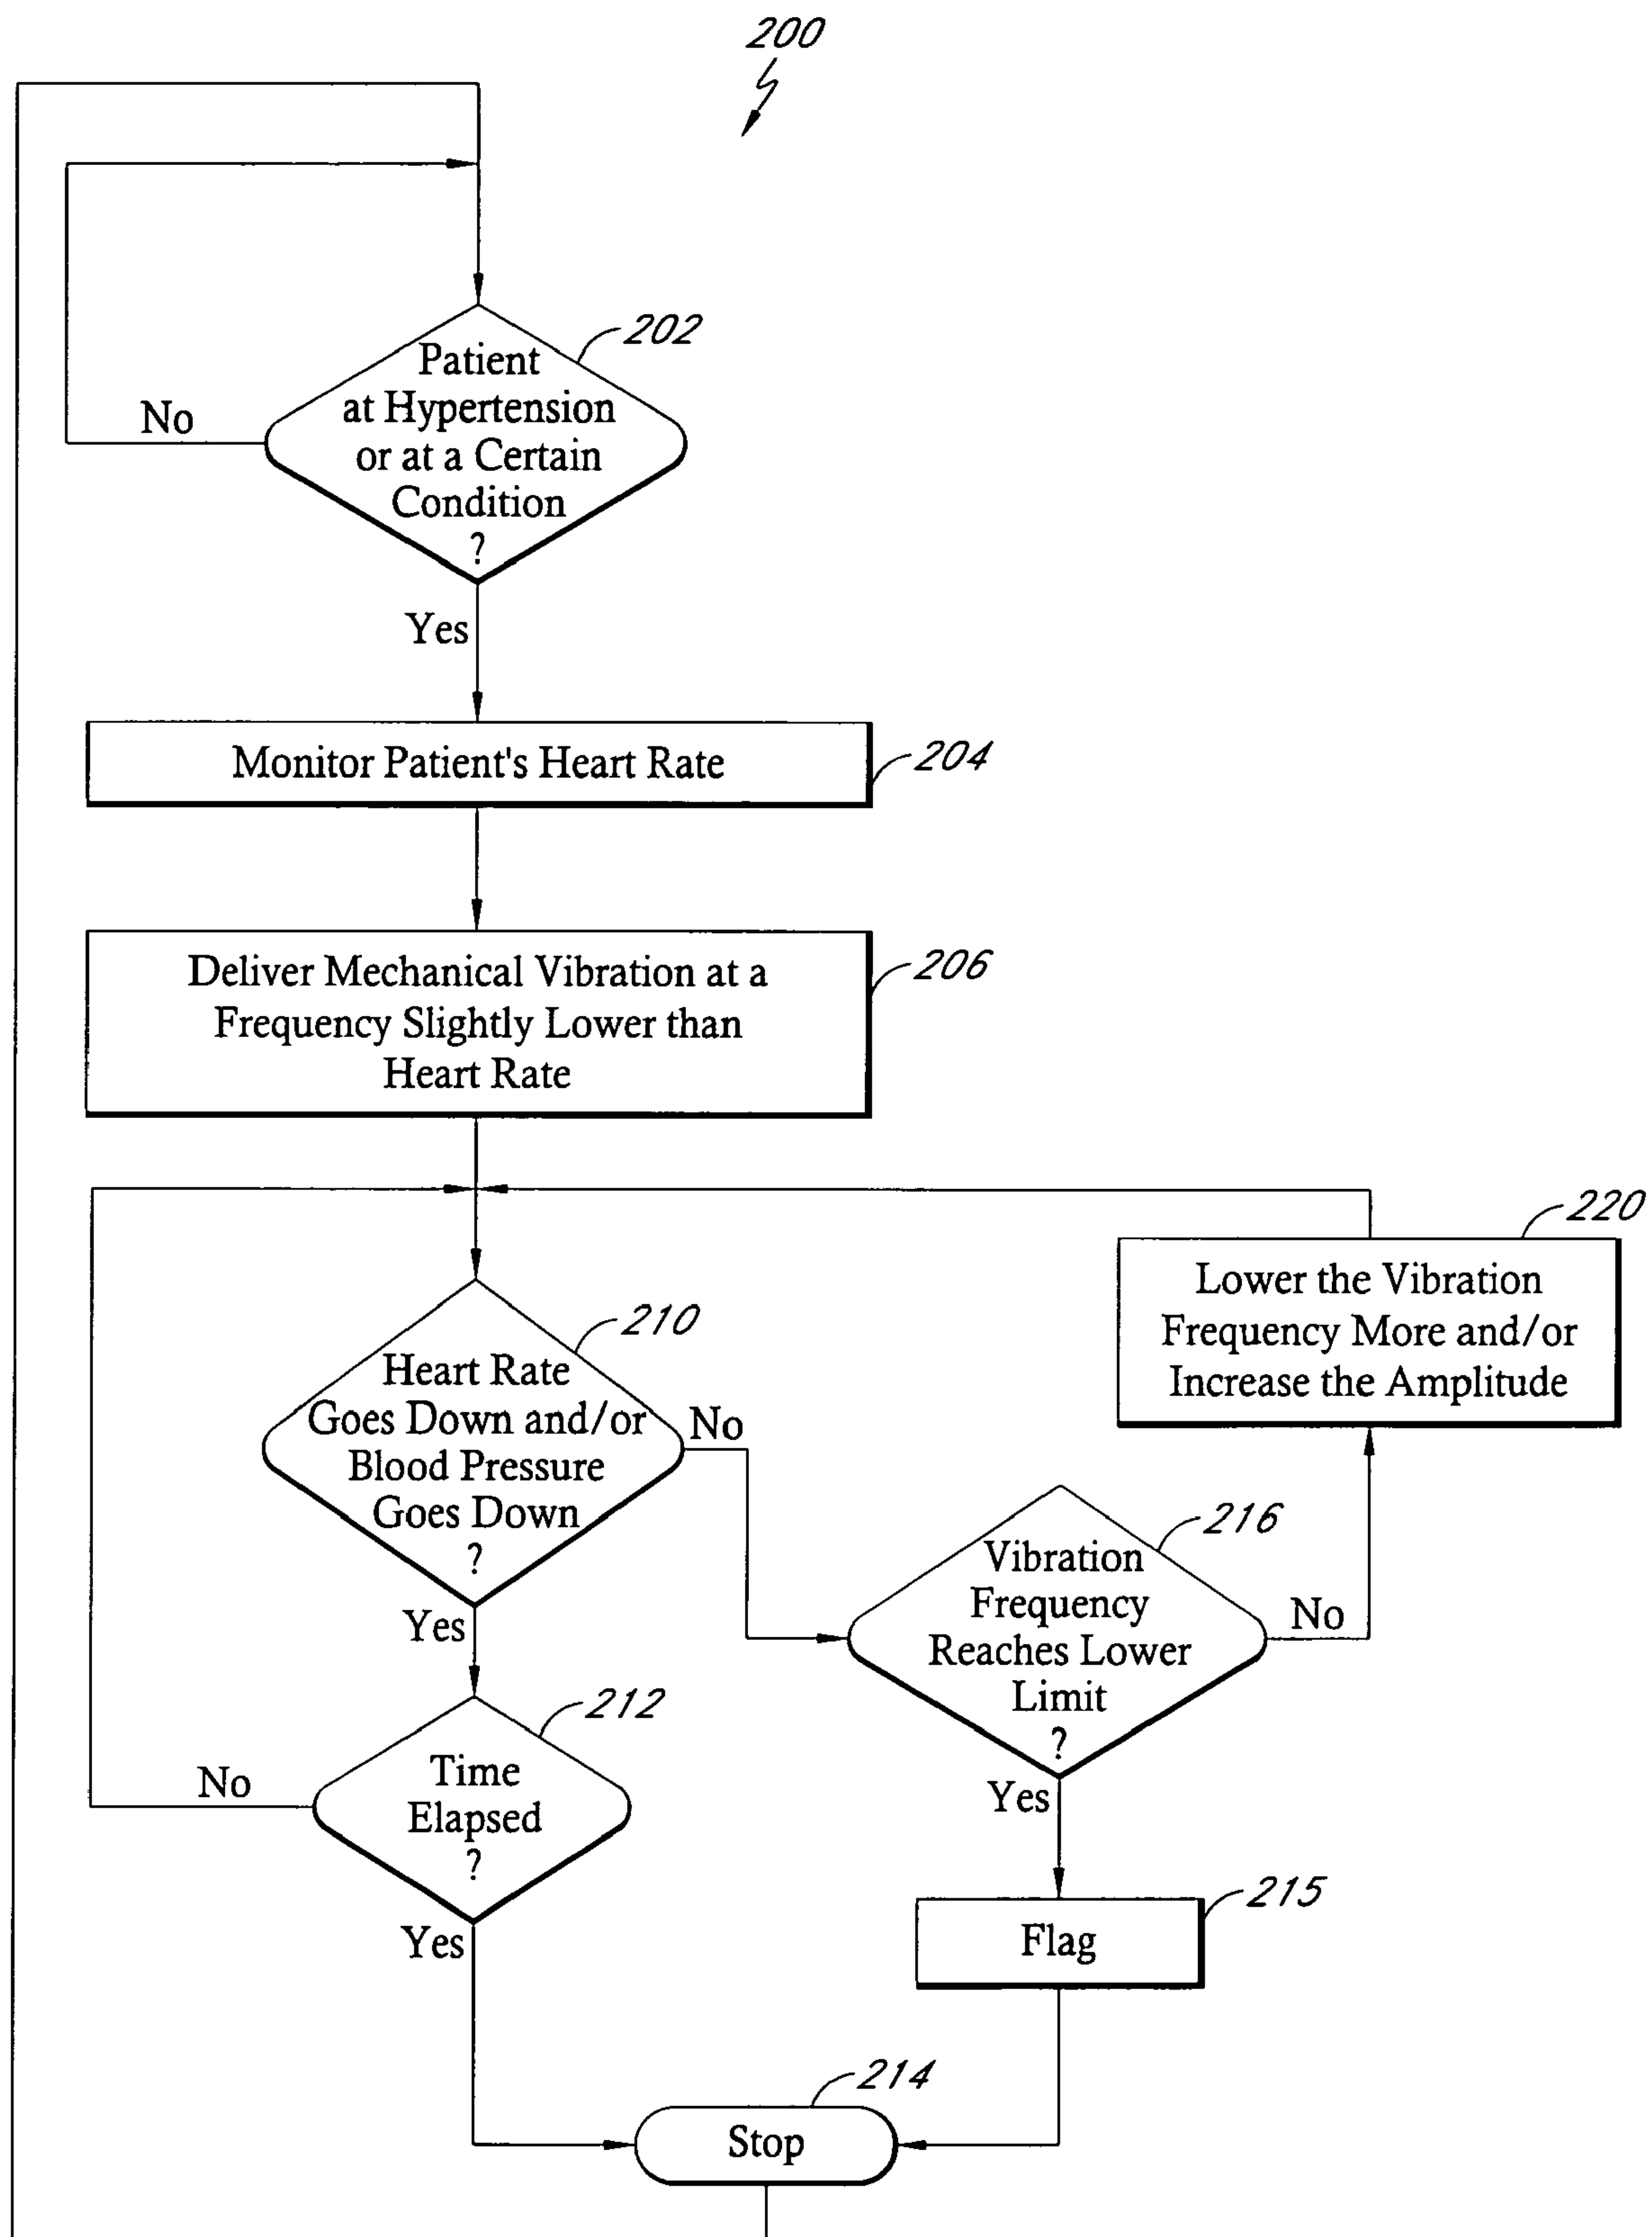 200
202
Patient
at Hypertension
or at a Certain
Condition
?
No
Yes
Monitor Patient's Heart Rate
204
Deliver Mechanical Vibration at a
Frequency Slightly Lower than
Heart Rate
206
220
Lower the Vibration
Frequency More and/or
Increase the Amplitude
210
Heart Rate
Goes Down and/or
Blood Pressure
Goes Down
?
No
Yes
216
Vibration
Frequency
Reaches Lower
Limit
?
No
Yes
212
Time
Elapsed
?
No
Yes
215
Flag
214
Stop